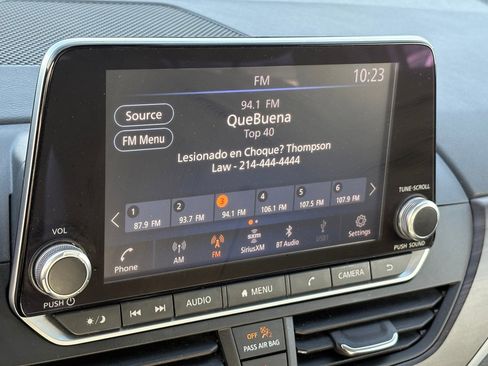 FM
10:23
Source
FM Menu
94.1 FM
QueBuena
Top 40
Lesionado en Choque? Thompson
Law - 214-444-4444
1 2 3 4 5 6
87.9 FM 93.7 FM 94.1 FM 106.1 FM 107.5 FM 107.9 FM
Phone AM FM SiriusXM BT Audio USB Settings
sxm
VOL
PUSH
TUNE·SCROLL
PUSH SOUND
AUDIO MENU CAMERA
OFF
PASS AIR BAG